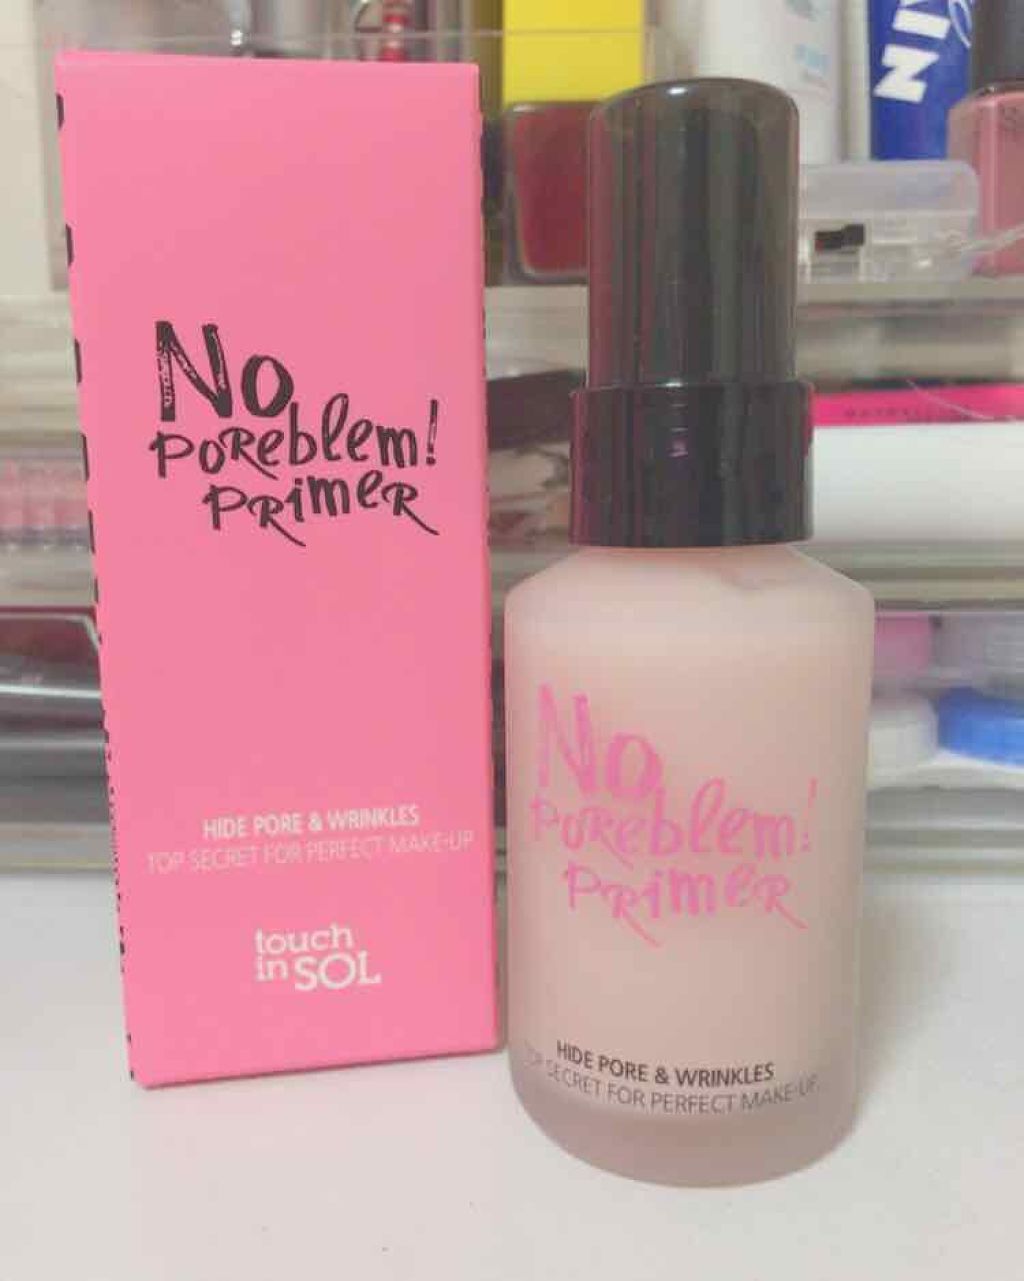 No
Poreblem!
Primer
HIDE PORE & WRINKLES
TOP SECRET FOR PERFECT MAKE-UP
touch
in SOL
No
Poreblem!
Primer
HIDE PORE & WRINKLES
TOP SECRET FOR PERFECT MAKE-UP
NIV